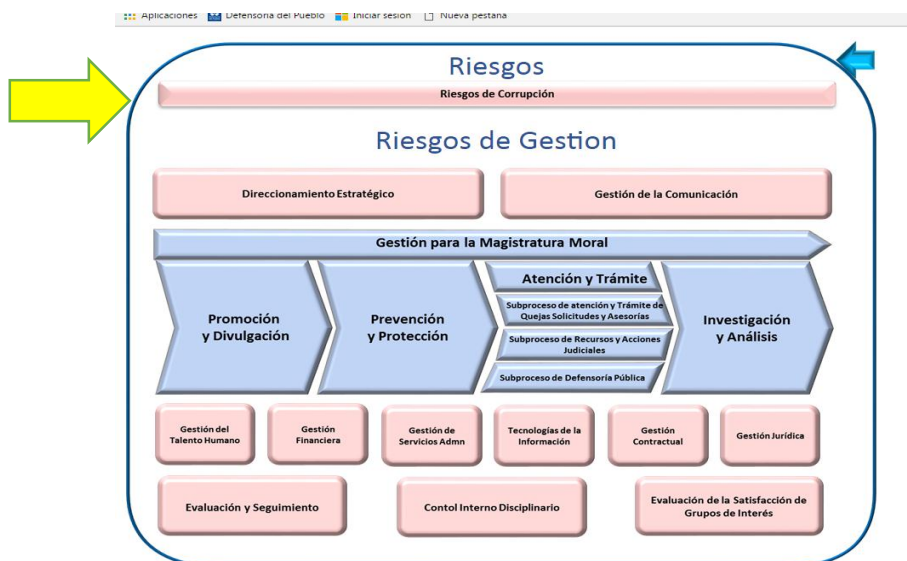 Aplicaciones Defensoría del Pueblo Iniciar sesión Nueva pestaña
Riesgos
Riesgos de Corrupción
Riesgos de Gestion
Direccionamiento Estratégico
Gestión de la Comunicación
Gestión para la Magistratura Moral
Promoción
y Divulgación
Prevención
y Protección
Atención y Trámite
Subproceso de atención y Trámite de
Quejas Solicitudes y Asesorías
Subproceso de Recursos y Acciones
Judiciales
Subproceso de Defensoría Pública
Investigación
y Análisis
Gestión del
Talento Humano
Gestión
Financiera
Gestión de
Servicios Admn
Tecnologías de la
Información
Gestión
Contractual
Gestión Jurídica
Evaluación y Seguimiento
Contol Interno Disciplinario
Evaluación de la Satisfacción de
Grupos de Interés